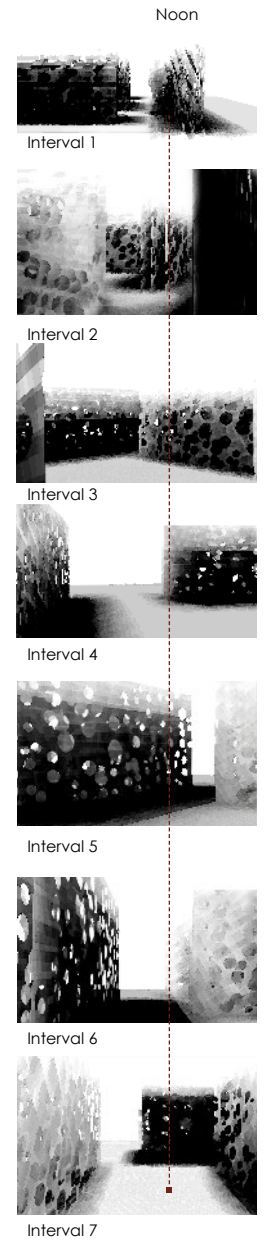 Noon
Interval 1
Interval 2
Interval 3
Interval 4
Interval 5
Interval 6
Interval 7